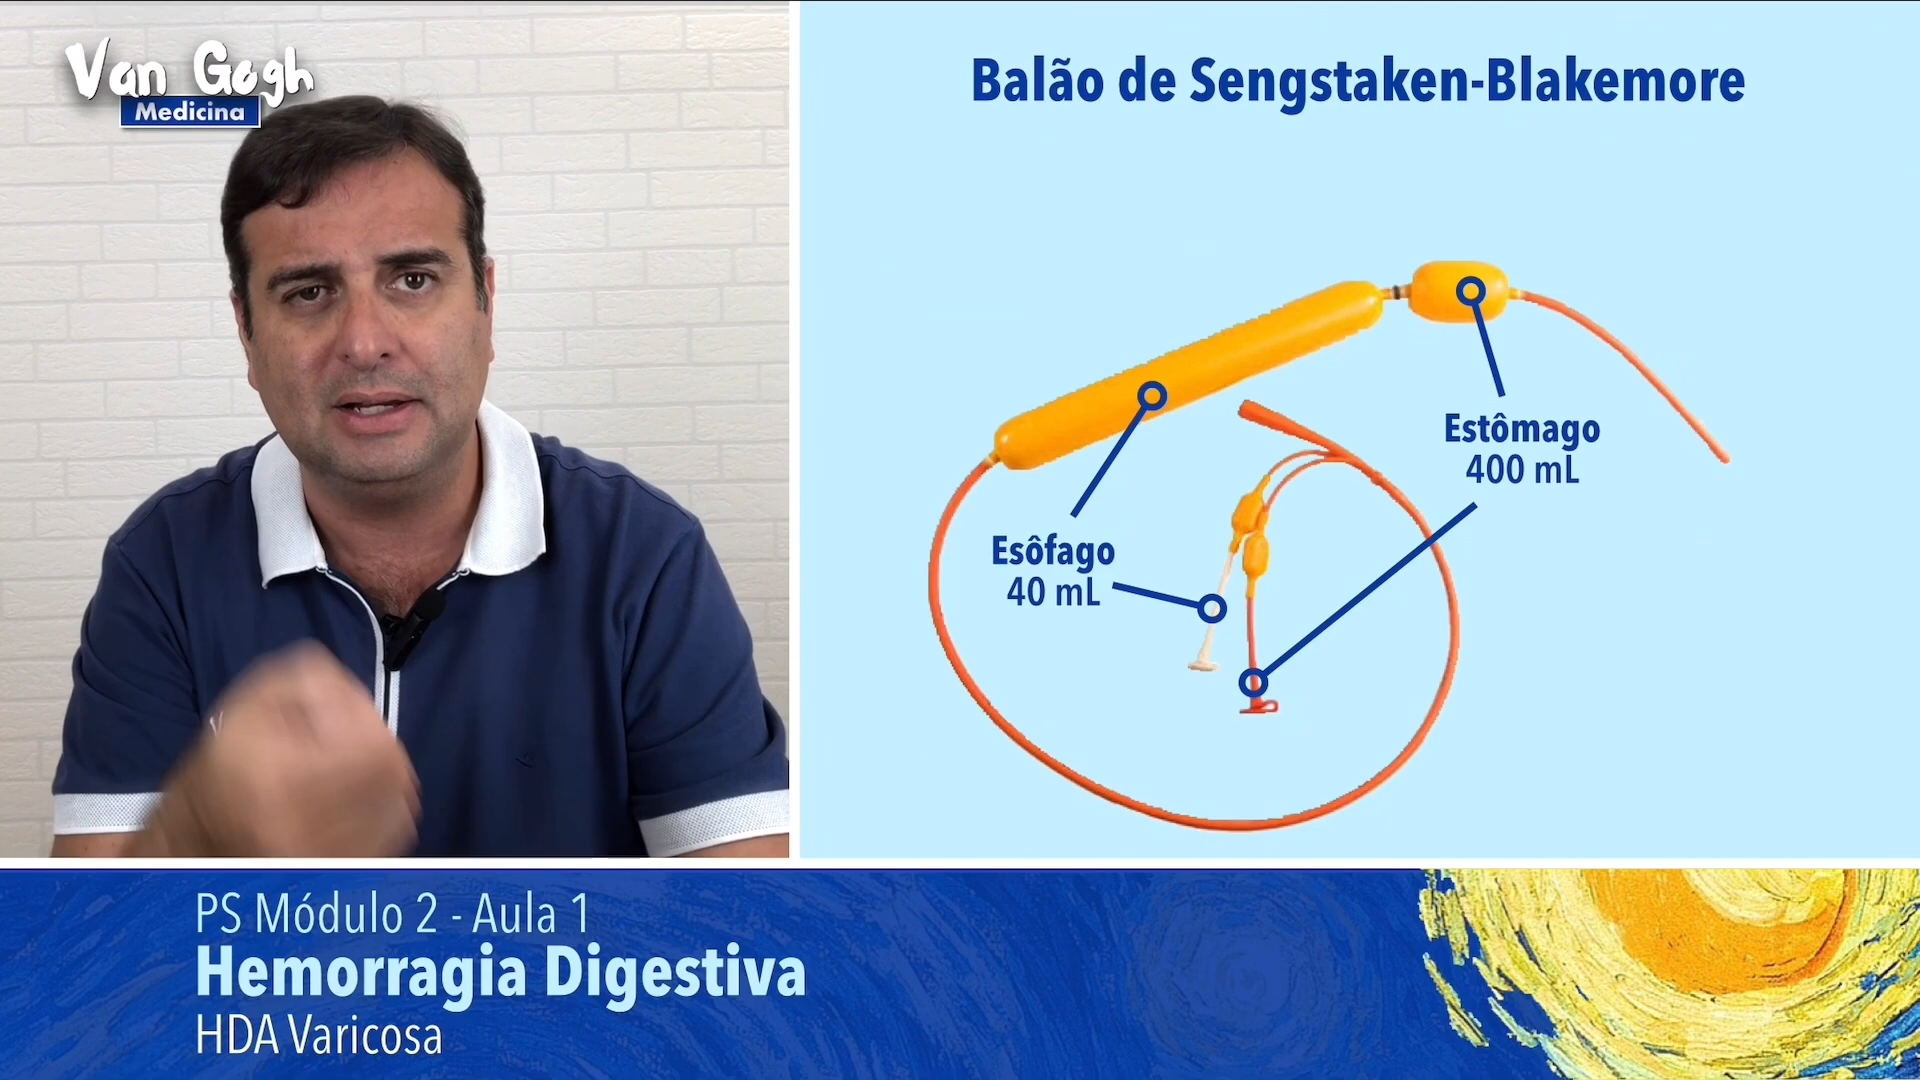 Van Gogh
Medicina
Balão de Sengstaken-Blakemore
Estômago
400 mL
Esôfago
40 mL
PS Módulo 2 - Aula 1
Hemorragia Digestiva
HDA Varicosa